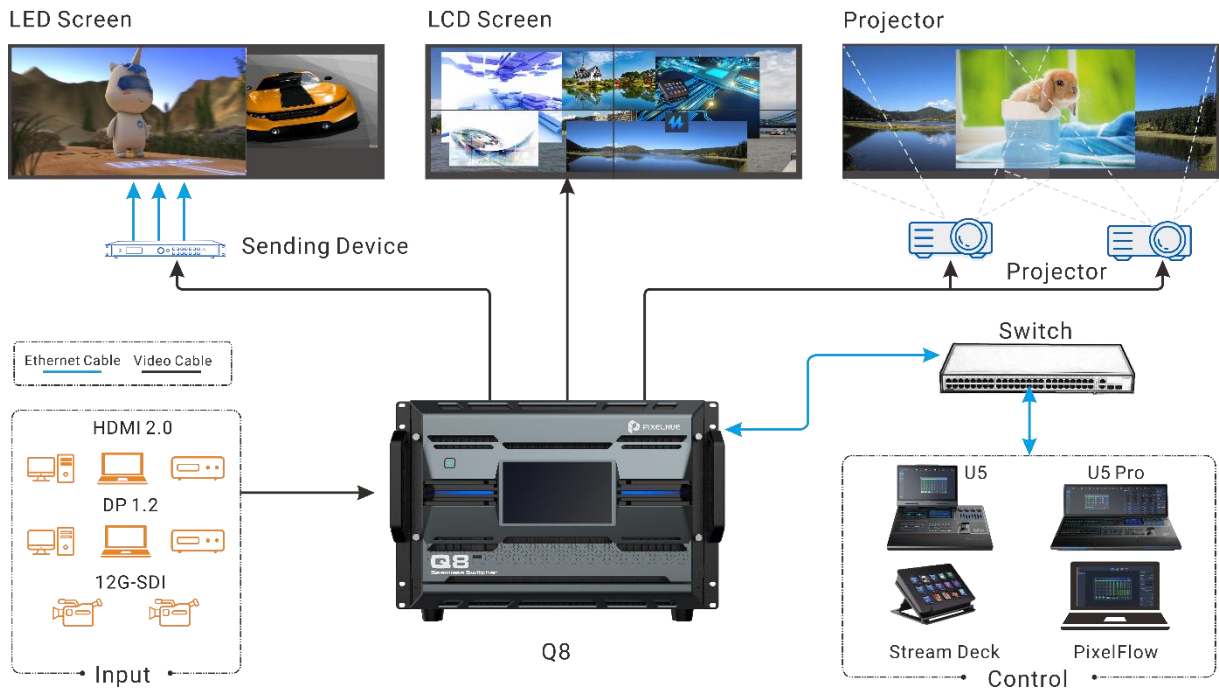 LED Screen
LCD Screen
Projector
Sending Device
Projector
Switch
Ethernet Cable
Video Cable
HDMI 2.0
DP 1.2
12G-SDI
Input
PIXELHUE
Q8
Seamless Switcher
Q8
U5
U5 Pro
Stream Deck
PixelFlow
Control